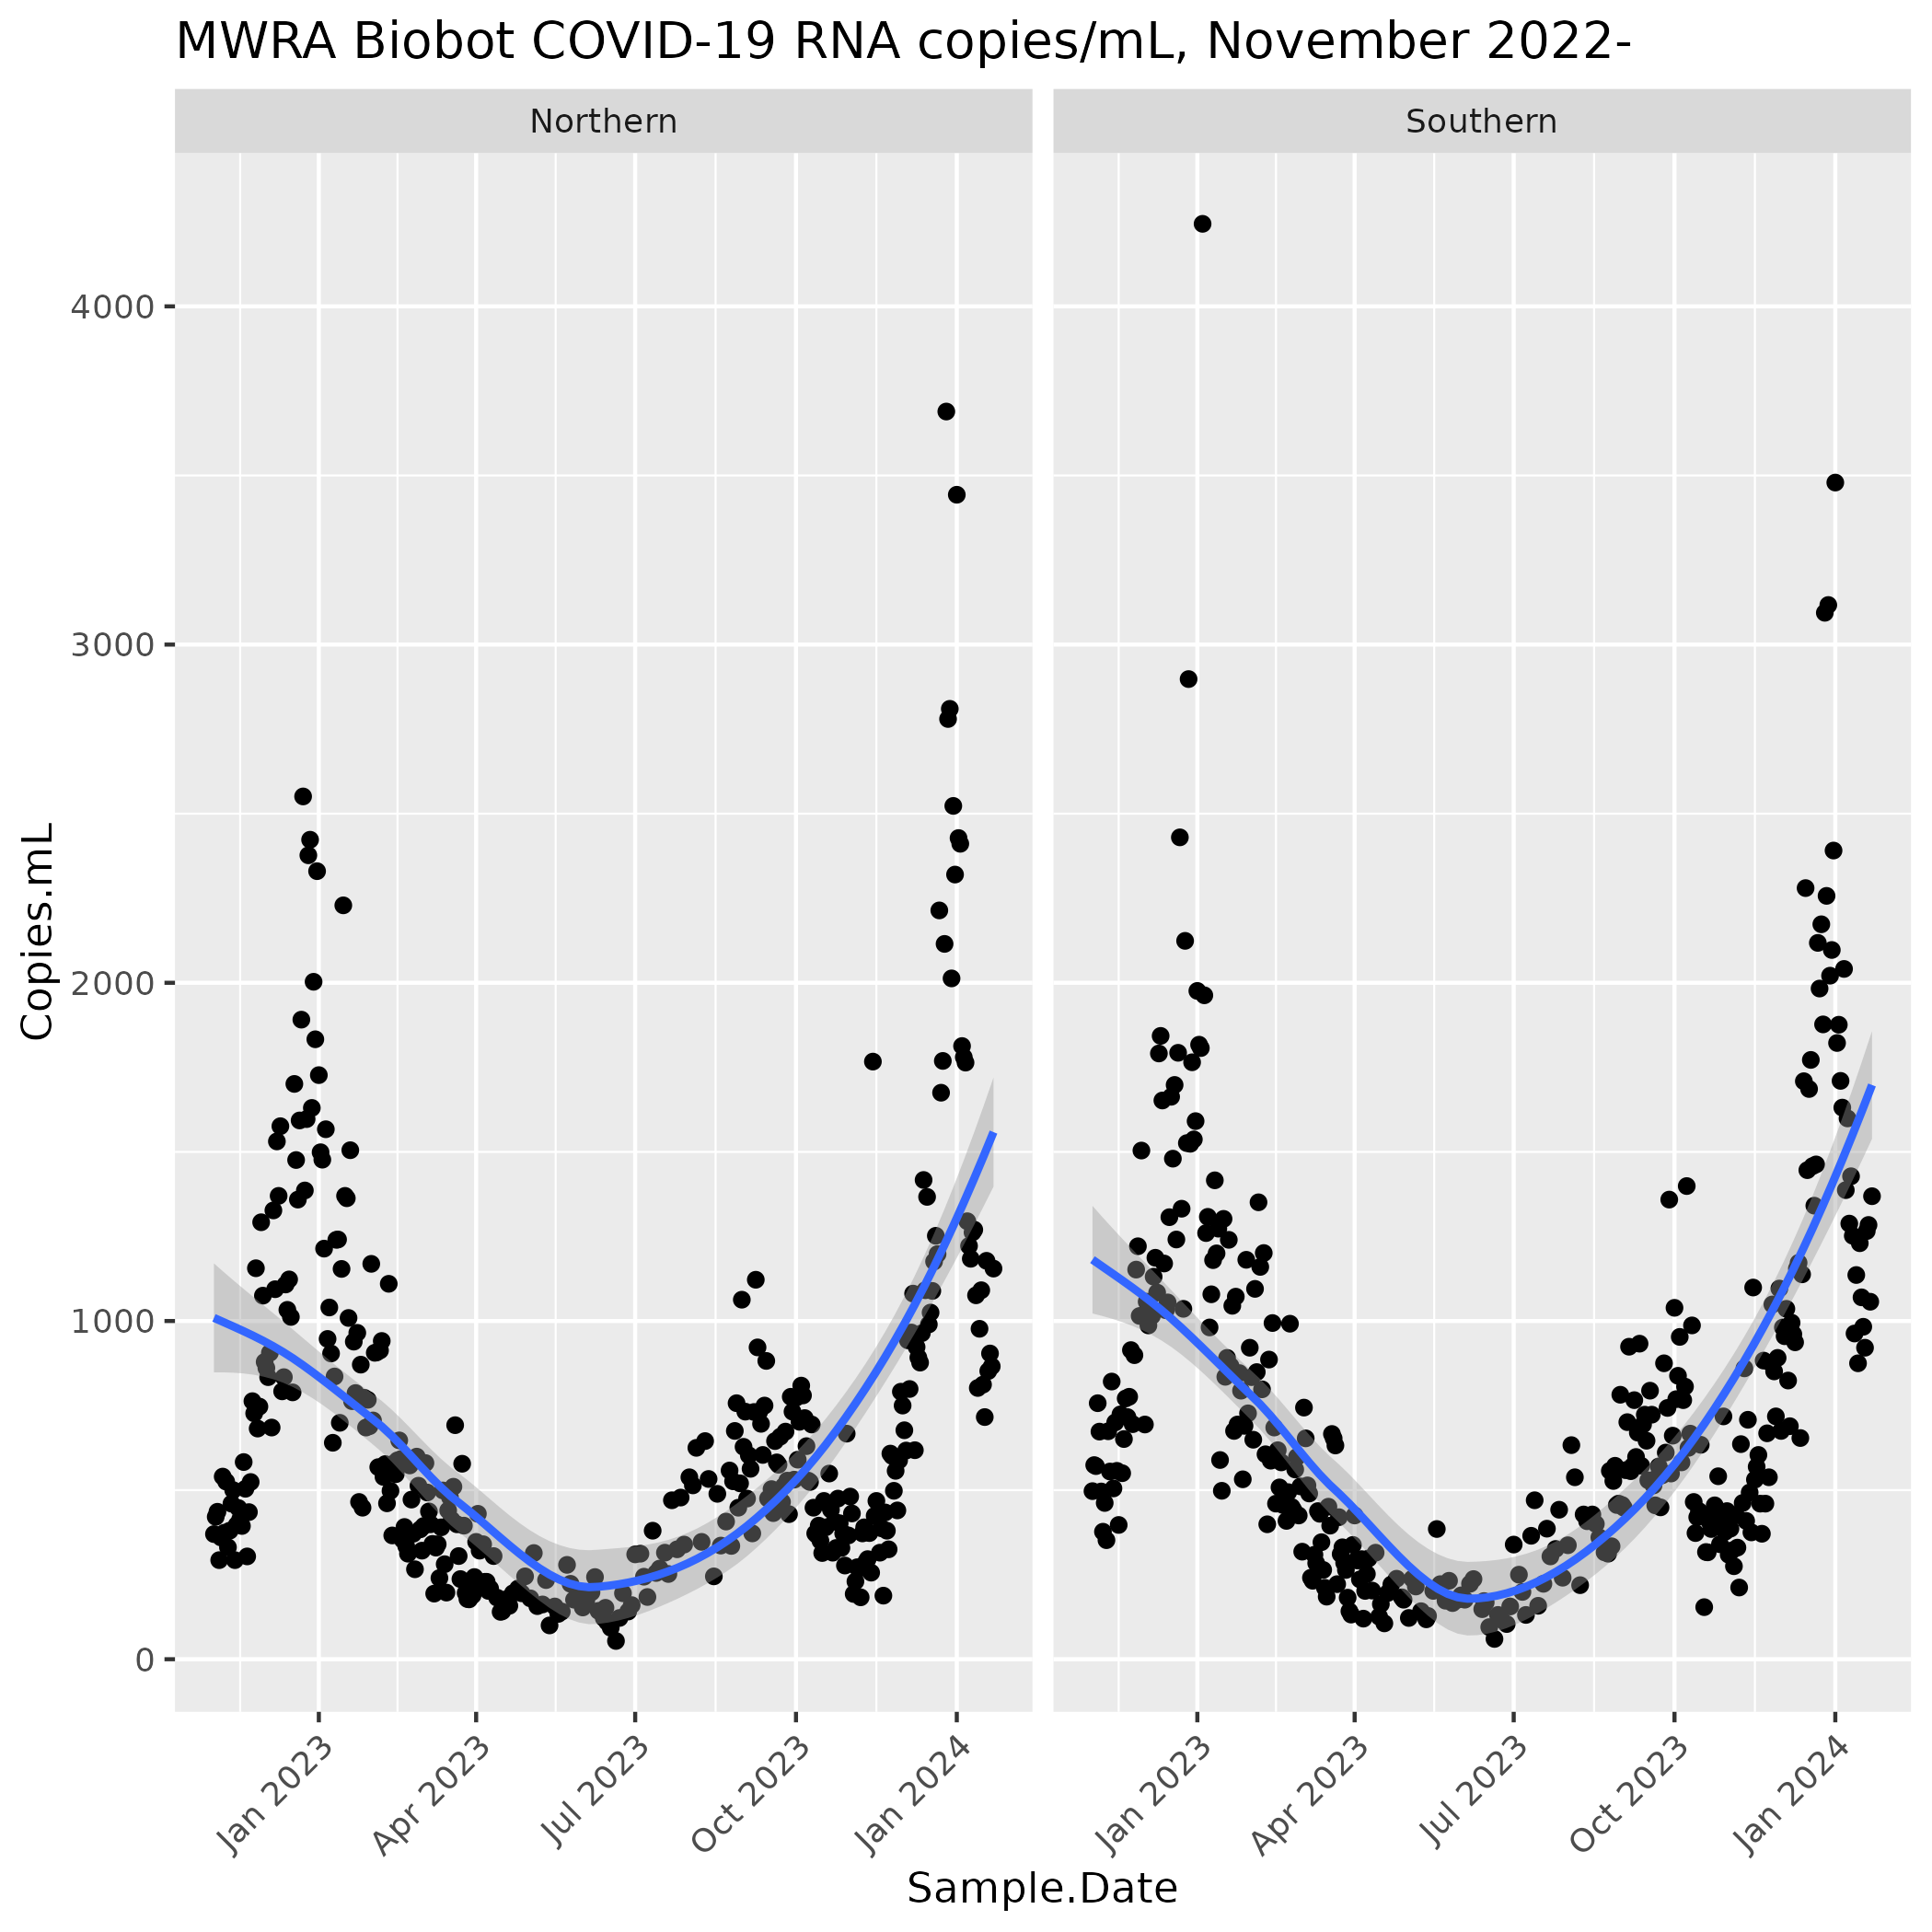 MWRA Biobot COVID-19 RNA copies/mL, November 2022-
Northern
Southern
Copies.mL
4000
3000
2000
1000
0
Jan 2023
Apr 2023
Jul 2023
Oct 2023
Jan 2024
Jan 2023
Apr 2023
Jul 2023
Oct 2023
Jan 2024
Sample.Date